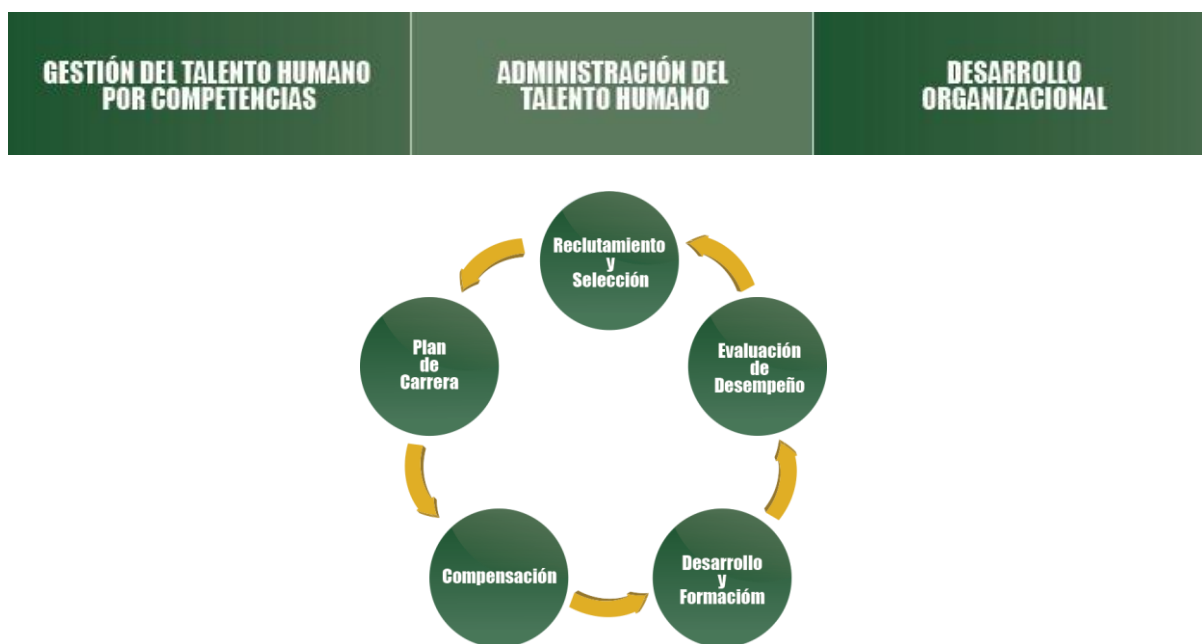 GESTIÓN DEL TALENTO HUMANO
POR COMPETENCIAS
ADMINISTRACIÓN DEL
TALENTO HUMANO
DESARROLLO
ORGANIZACIONAL
Reclutamiento
y
Selección
Plan
de
Carrera
Evaluación
de
Desempeño
Compensación
Desarrollo
y
Formacióm